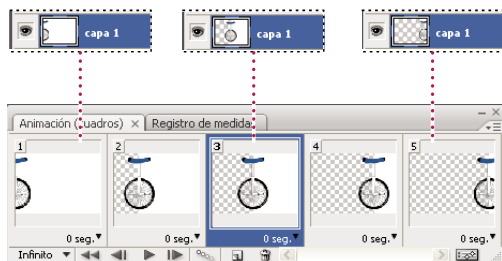 capa 1
capa 1
capa 1
Animación (cuadros) × Registro de medidas
1 2 3 4 5
0 seg. 0 seg. 0 seg. 0 seg. 0 seg.
Infinito